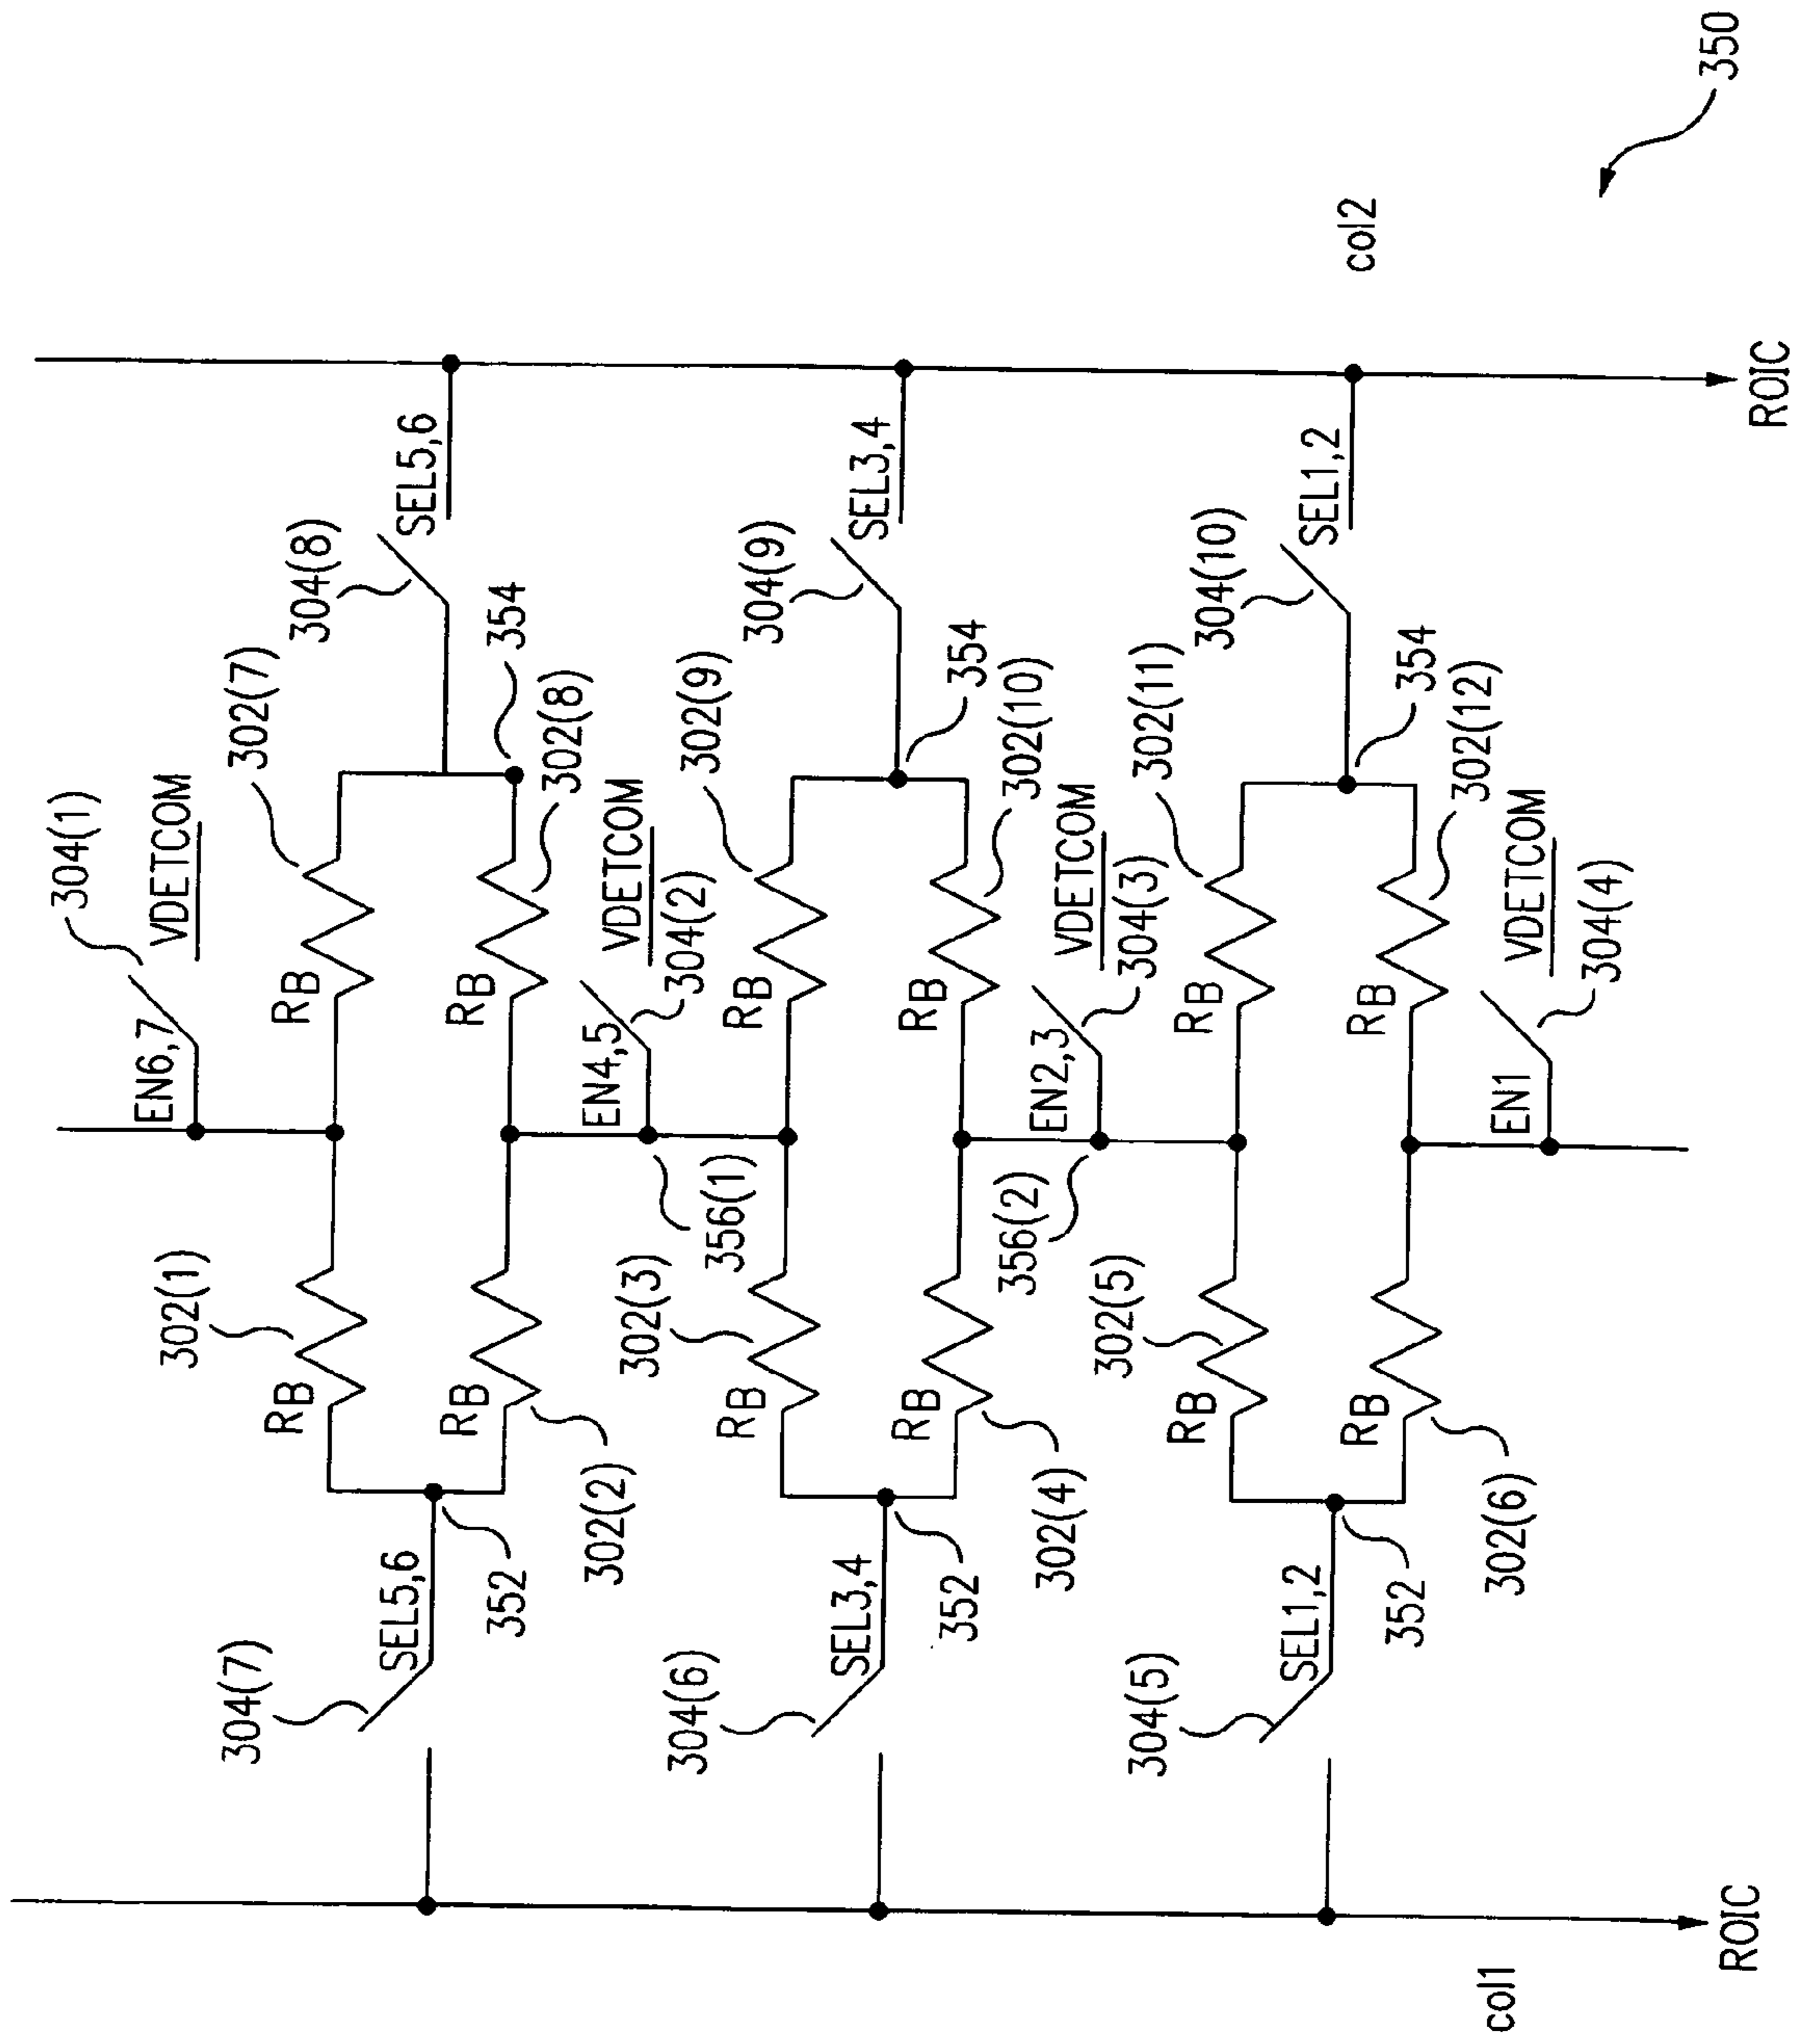 350
col2
ROIC
SEL5,6
SEL3,4
SEL1,2
304(8)
304(9)
304(10)
354
354
354
302(7)
302(8)
302(9)
302(10)
302(11)
302(12)
304(1)
VDETCOM
VDETCOM
304(2)
VDETCOM
304(3)
VDETCOM
304(4)
RB
RB
RB
RB
RB
RB
EN6,7
EN4,5
EN2,3
EN1
356(1)
356(2)
302(1)
302(3)
302(5)
RB
RB
RB
RB
RB
RB
302(2)
302(4)
302(6)
352
352
352
SEL5,6
SEL3,4
SEL1,2
304(7)
304(6)
304(5)
ROIC
col1